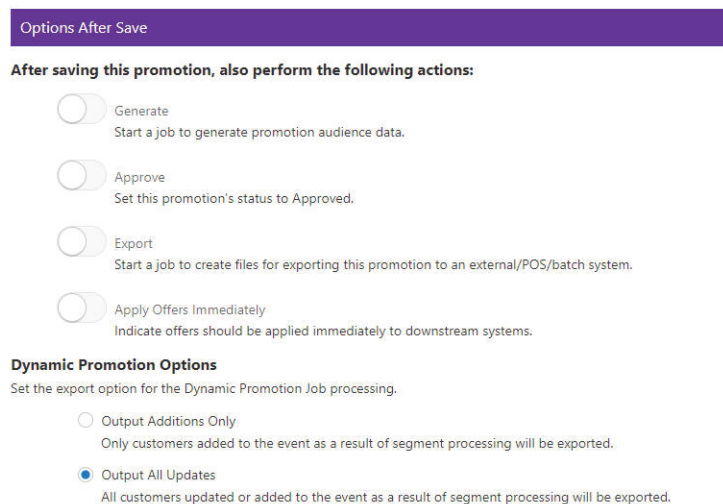 Options After Save
After saving this promotion, also perform the following actions:
Generate
Start a job to generate promotion audience data.
Approve
Set this promotion's status to Approved.
Export
Start a job to create files for exporting this promotion to an external/POS/batch system.
Apply Offers Immediately
Indicate offers should be applied immediately to downstream systems.
Dynamic Promotion Options
Set the export option for the Dynamic Promotion Job processing.
Output Additions Only
Only customers added to the event as a result of segment processing will be exported.
Output All Updates
All customers updated or added to the event as a result of segment processing will be exported.